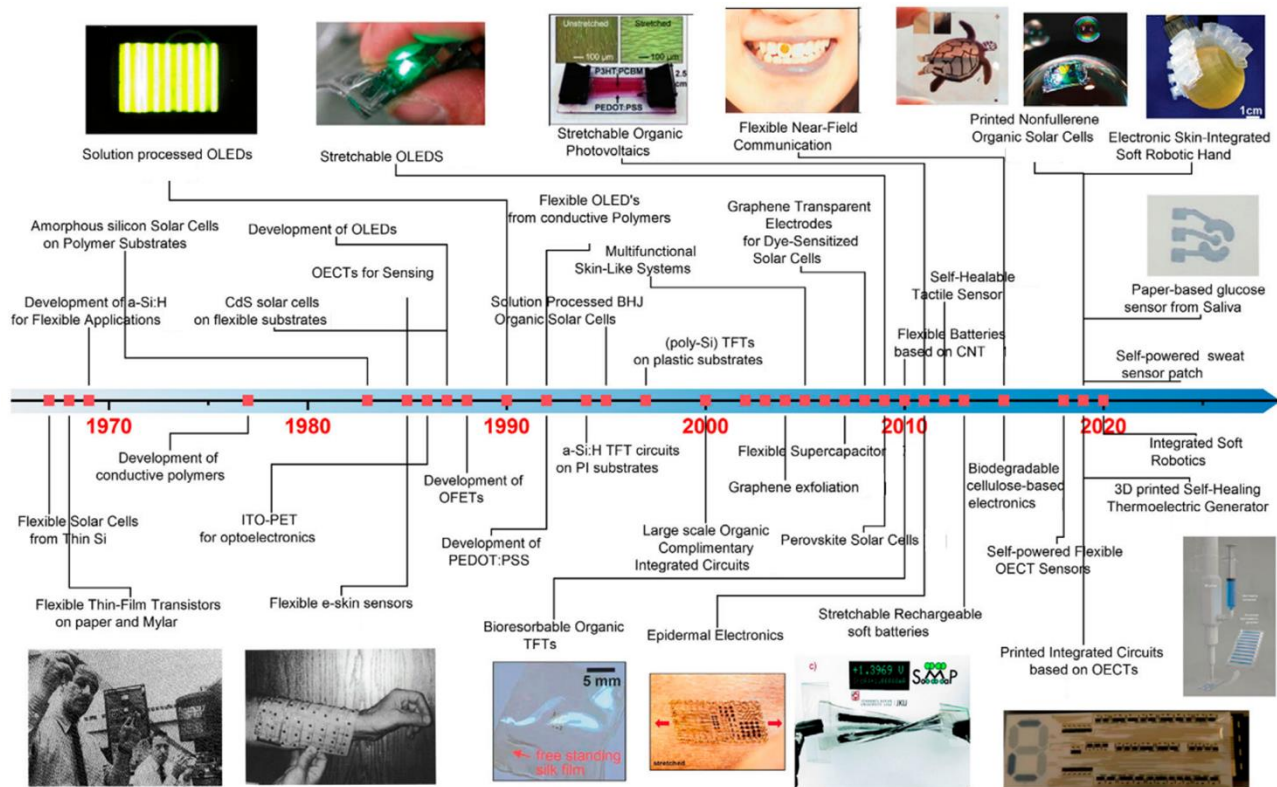 Unstretched
Stretched
100 µm
100 µm
P3HT:PCBM
2.5
cm
PEDOT:PSS
1cm
Solution processed OLEDs
Stretchable OLEDS
Stretchable Organic
Photovoltaics
Flexible Near-Field
Communication
Printed Nonfullerene
Organic Solar Cells
Electronic Skin-Integrated
Soft Robotic Hand
Amorphous silicon Solar Cells
on Polymer Substrates
Development of OLEDs
Flexible OLED's
from conductive Polymers
Graphene Transparent
Electrodes
for Dye-Sensitized
Solar Cells
OECTs for Sensing
Multifunctional
Skin-Like Systems
Self-Healable
Tactile Sensor
Paper-based glucose
sensor from Saliva
Development of a-Si:H
for Flexible Applications
CdS solar cells
on flexible substrates
Solution Processed BHJ
Organic Solar Cells
(poly-Si) TFTs
on plastic substrates
Flexible Batteries
based on CNT
Self-powered sweat
sensor patch
1970
1980
1990
2000
2010
2020
Development of
conductive polymers
Development of
OFETs
a-Si:H TFT circuits
on PI substrates
Flexible Supercapacitor
Graphene exfoliation
Biodegradable
cellulose-based
electronics
Integrated Soft
Robotics
3D printed Self-Healing
Thermoelectric Generator
Flexible Solar Cells
from Thin Si
ITO-PET
for optoelectronics
Development of
PEDOT:PSS
Large scale Organic
Complimentary
Integrated Circuits
Perovskite Solar Cells
Self-powered Flexible
OECT Sensors
Flexible Thin-Film Transistors
on paper and Mylar
Flexible e-skin sensors
Bioresorbable Organic
TFTs
Epidermal Electronics
Stretchable Rechargeable
soft batteries
Printed Integrated Circuits
based on OECTs
5 mm
free standing
silk film
stretched
c)
+1.3969 V
JKU